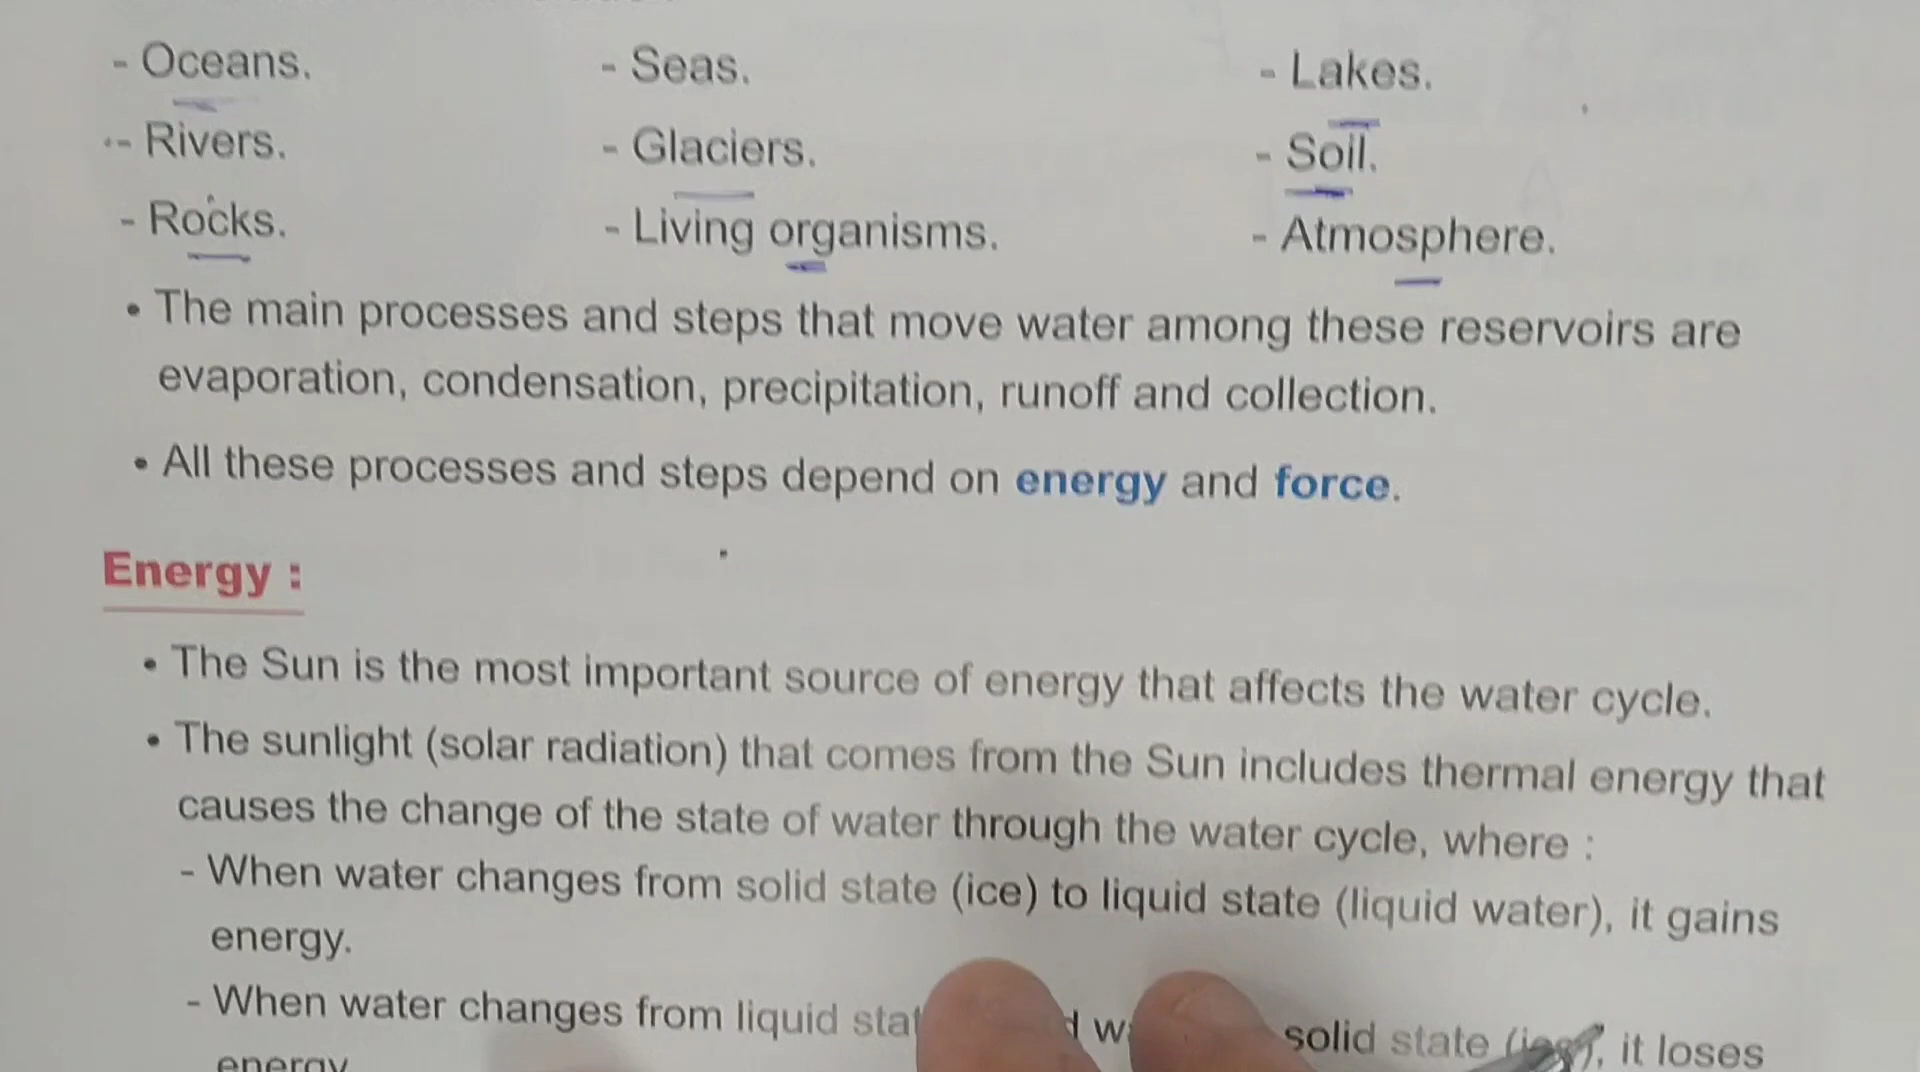 - Oceans. - Seas. - Lakes.
- Rivers. - Glaciers. - Soil.
- Rocks. - Living organisms. - Atmosphere.
• The main processes and steps that move water among these reservoirs are
evaporation, condensation, precipitation, runoff and collection.
• All these processes and steps depend on energy and force.
Energy :
• The Sun is the most important source of energy that affects the water cycle.
• The sunlight (solar radiation) that comes from the Sun includes thermal energy that
causes the change of the state of water through the water cycle, where :
- When water changes from solid state (ice) to liquid state (liquid water), it gains
energy.
- When water changes from liquid solid state it loses
energy